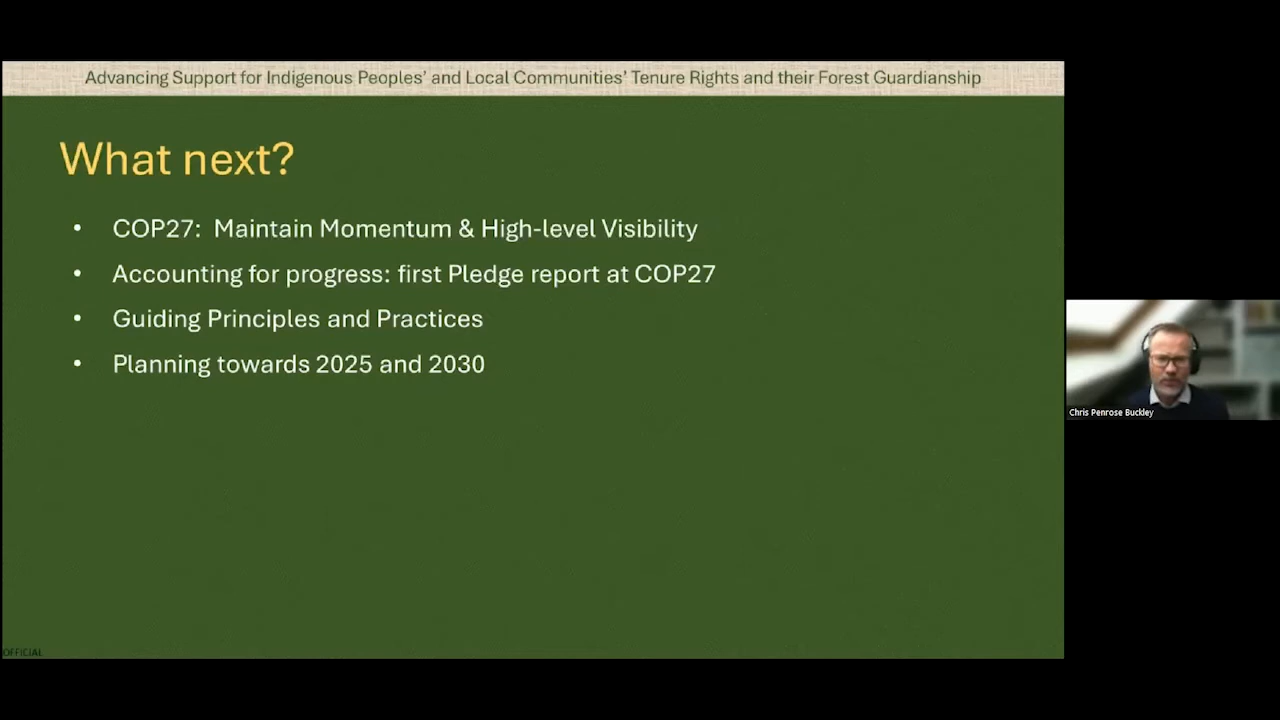 Advancing Support for Indigenous Peoples’ and Local Communities’ Tenure Rights and their Forest Guardianship
What next?
• COP27: Maintain Momentum & High-level Visibility
• Accounting for progress: first Pledge report at COP27
• Guiding Principles and Practices
• Planning towards 2025 and 2030
Chris Penrose Buckley
OFFICIAL